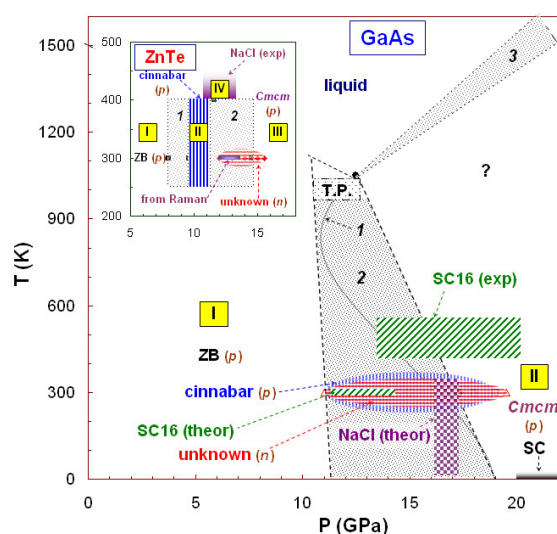 GaAs
ZnTe
NaCl (exp)
cinnabar
(p)
IV
Cmcm
(p)
I
1
II
2
III
ZB (p)
from Raman
unknown (n)
500
400
300
200
5
10
15
liquid
3
?
T.P.
1
2
SC16 (exp)
I
ZB (p)
cinnabar (p)
SC16 (theor)
unknown (n)
NaCl (theor)
II
Cmcm
(p)
SC
T (K)
1500
1200
900
600
300
0
0
5
10
15
20
P (GPa)